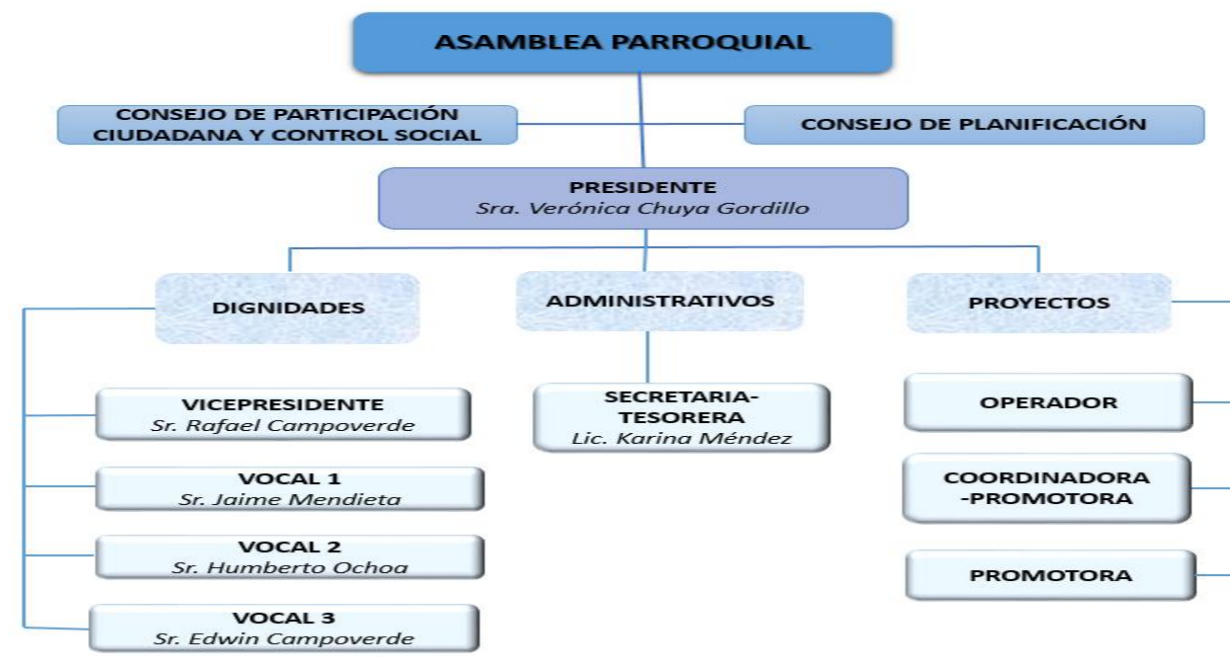 ASAMBLEA PARROQUIAL
CONSEJO DE PARTICIPACIÓN
CIUDADANA Y CONTROL SOCIAL
CONSEJO DE PLANIFICACIÓN
PRESIDENTE
Sra. Verónica Chuya Gordillo
DIGNIDADES
ADMINISTRATIVOS
PROYECTOS
VICEPRESIDENTE
Sr. Rafael Campoverde
VOCAL 1
Sr. Jaime Mendieta
VOCAL 2
Sr. Humberto Ochoa
VOCAL 3
Sr. Edwin Campoverde
SECRETARIA-
TESORERA
Lic. Karina Méndez
OPERADOR
COORDINADORA
-PROMOTORA
PROMOTORA